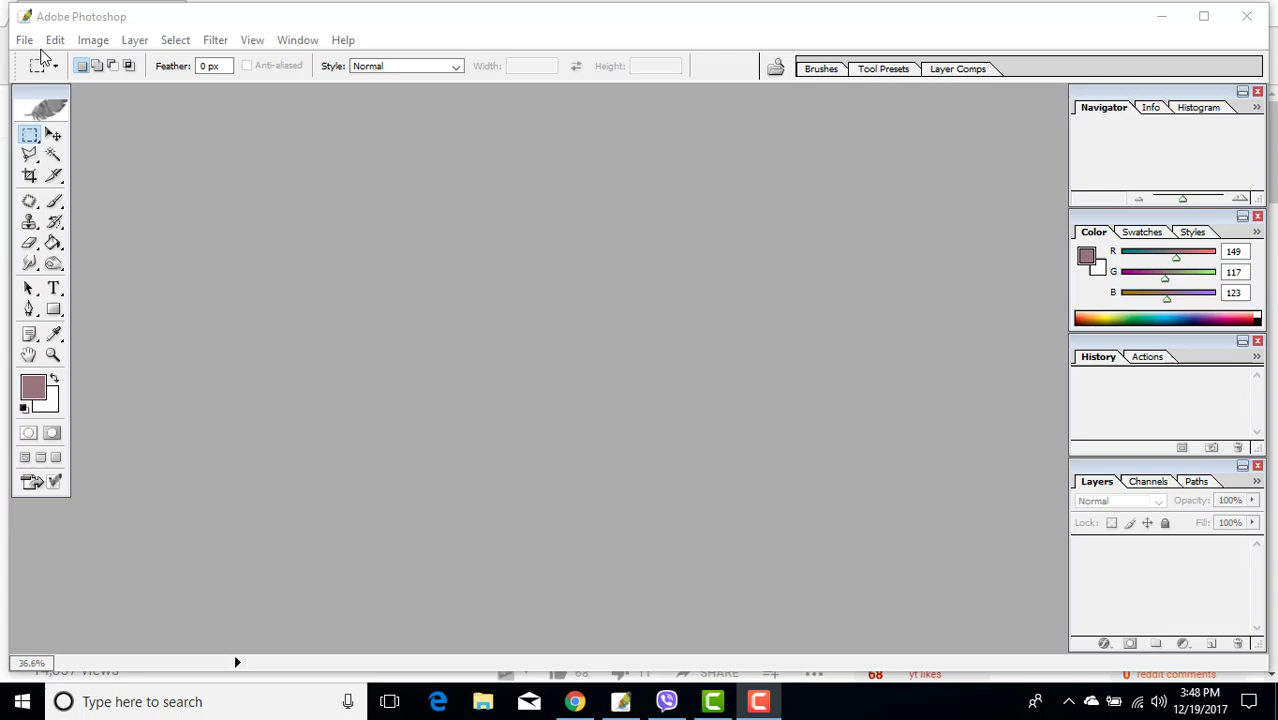 Adobe Photoshop
File Edit Image Layer Select Filter View Window Help
Feather: 0 px Anti-aliased Style: Normal Width: Height: Brushes Tool Presets Layer Comps
Navigator Info Histogram
Color Swatches Styles
R 149
G 117
B 123
History Actions
Layers Channels Paths
Normal Opacity: 100%
Lock: Fill: 100%
36.6%
views 68 11 SHARE 68 yt likes 0 reddit comments
Type here to search
3:48 PM
12/19/2017